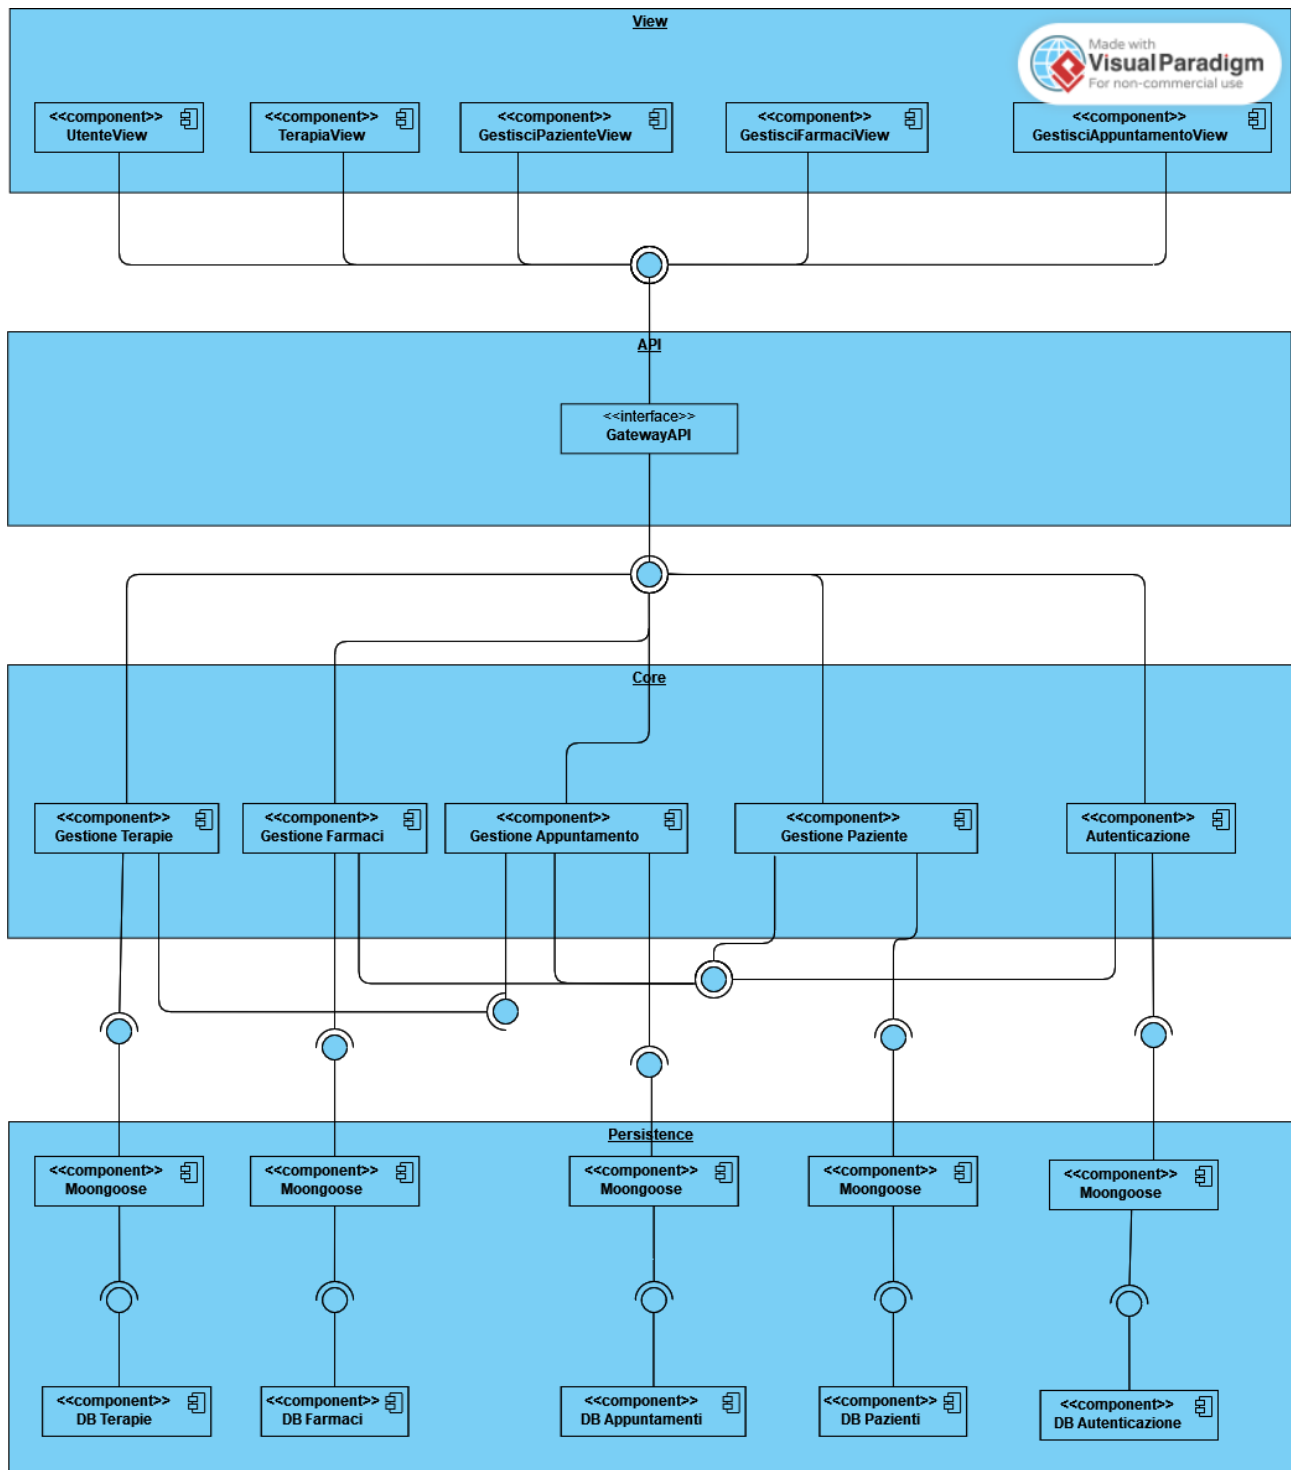 View
Made with
Visual Paradigm
For non-commercial use
<<component>>
UtenteView
<<component>>
TerapiaView
<<component>>
GestisciPazienteView
<<component>>
GestisciFarmaciView
<<component>>
GestisciAppuntamentoView
API
<<interface>>
GatewayAPI
Core
<<component>>
Gestione Terapie
<<component>>
Gestione Farmaci
<<component>>
Gestione Appuntamento
<<component>>
Gestione Paziente
<<component>>
Autenticazione
Persistence
<<component>>
Moongoose
<<component>>
Moongoose
<<component>>
Moongoose
<<component>>
Moongoose
<<component>>
Moongoose
<<component>>
DB Terapie
<<component>>
DB Farmaci
<<component>>
DB Appuntamenti
<<component>>
DB Pazienti
<<component>>
DB Autenticazione